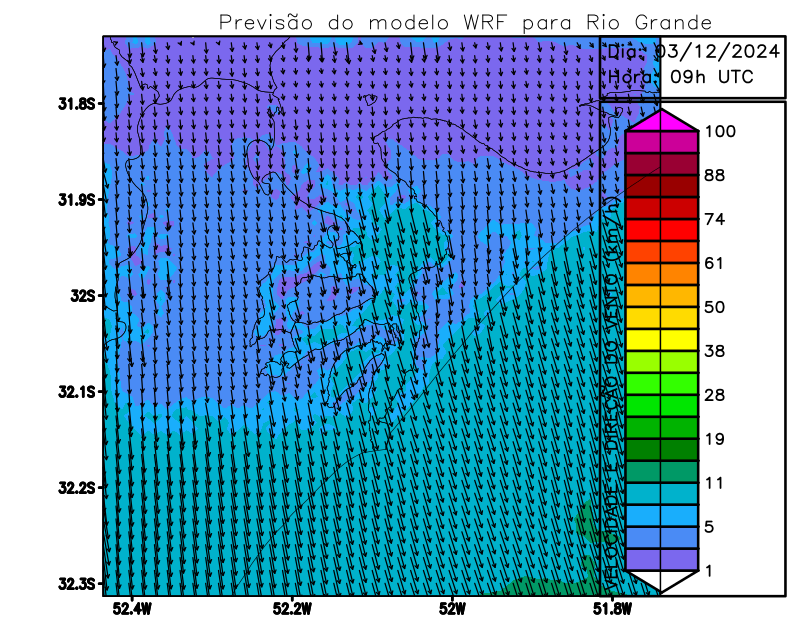 Previsão do modelo WRF para Rio Grande
Dia: 03/12/2024
Hora: 09h UTC
31.8S
31.9S
32S
32.1S
32.2S
32.3S
52.4W
52.2W
52W
51.8W
VELOCIDADE E DIREÇÃO DO VENTO (km/h)
100
88
74
61
50
38
28
19
11
5
1